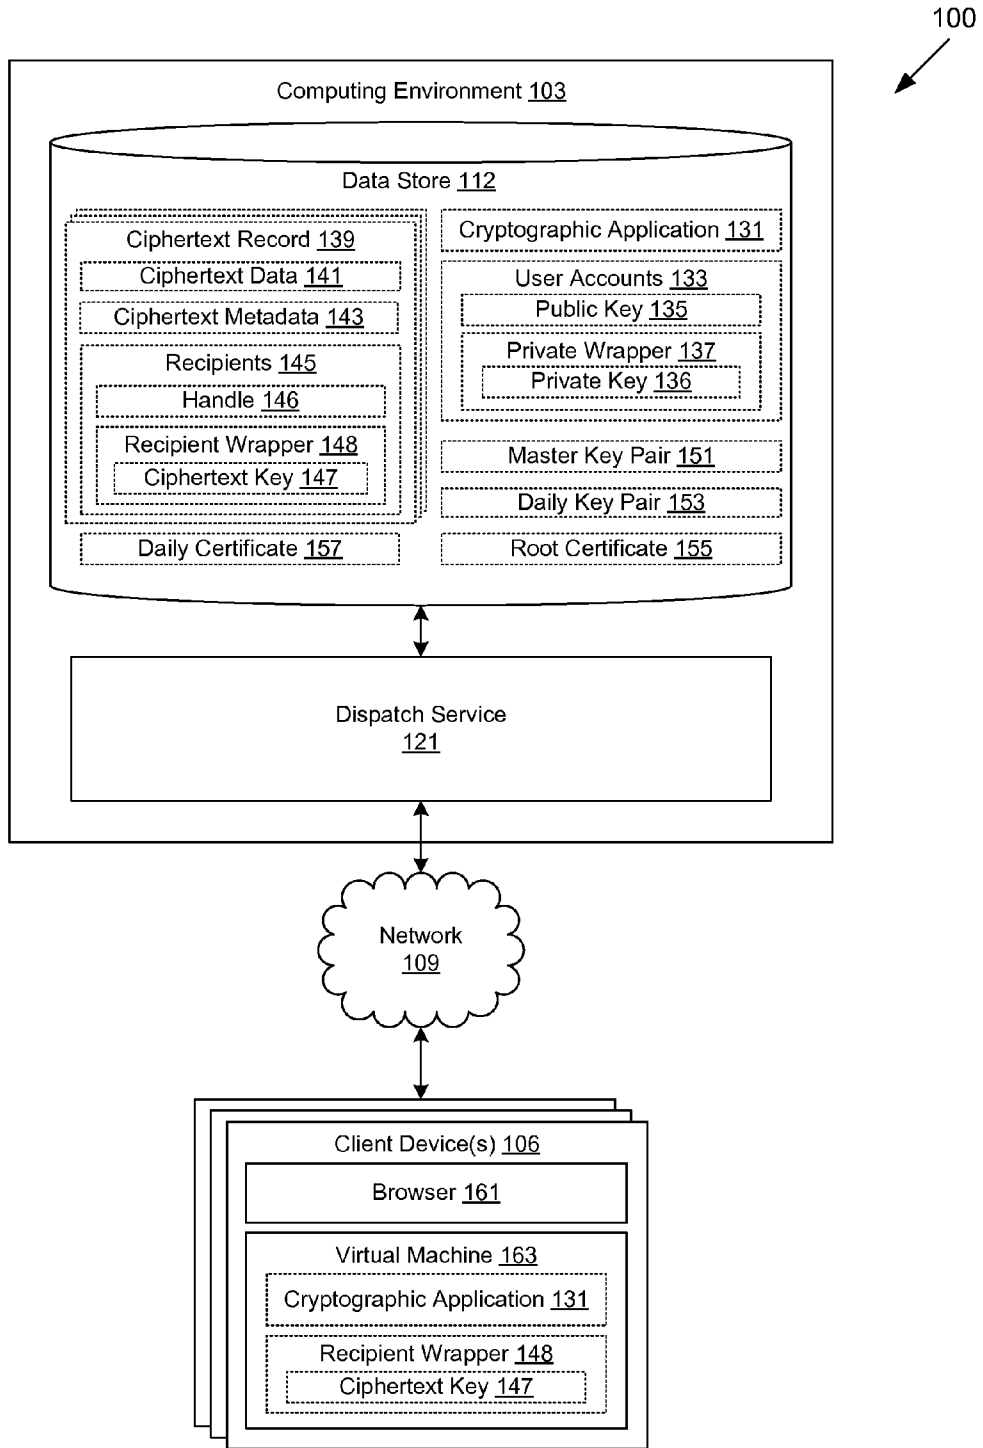 100
Computing Environment 103
Data Store 112
Ciphertext Record 139
Ciphertext Data 141
Ciphertext Metadata 143
Recipients 145
Handle 146
Recipient Wrapper 148
Ciphertext Key 147
Daily Certificate 157
Cryptographic Application 131
User Accounts 133
Public Key 135
Private Wrapper 137
Private Key 136
Master Key Pair 151
Daily Key Pair 153
Root Certificate 155
Dispatch Service
121
Network
109
Client Device(s) 106
Browser 161
Virtual Machine 163
Cryptographic Application 131
Recipient Wrapper 148
Ciphertext Key 147